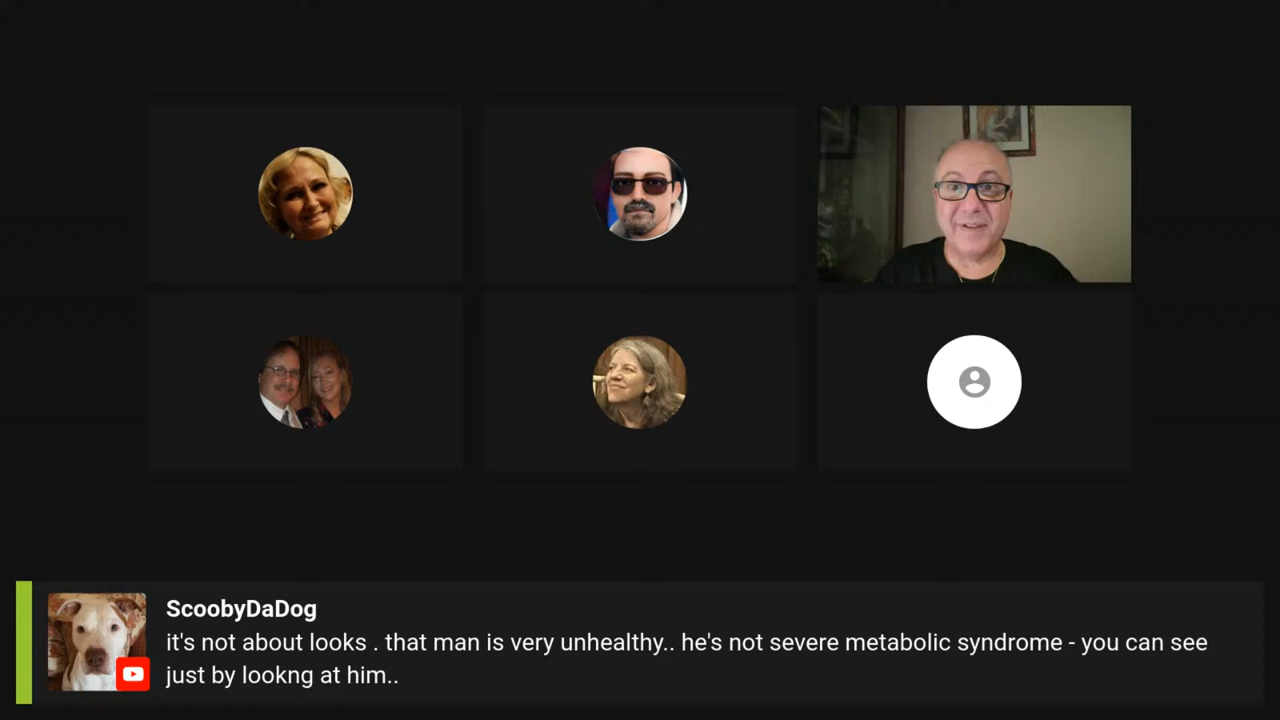 ScoobyDaDog
it's not about looks . that man is very unhealthy.. he's not severe metabolic syndrome - you can see
just by lookng at him..